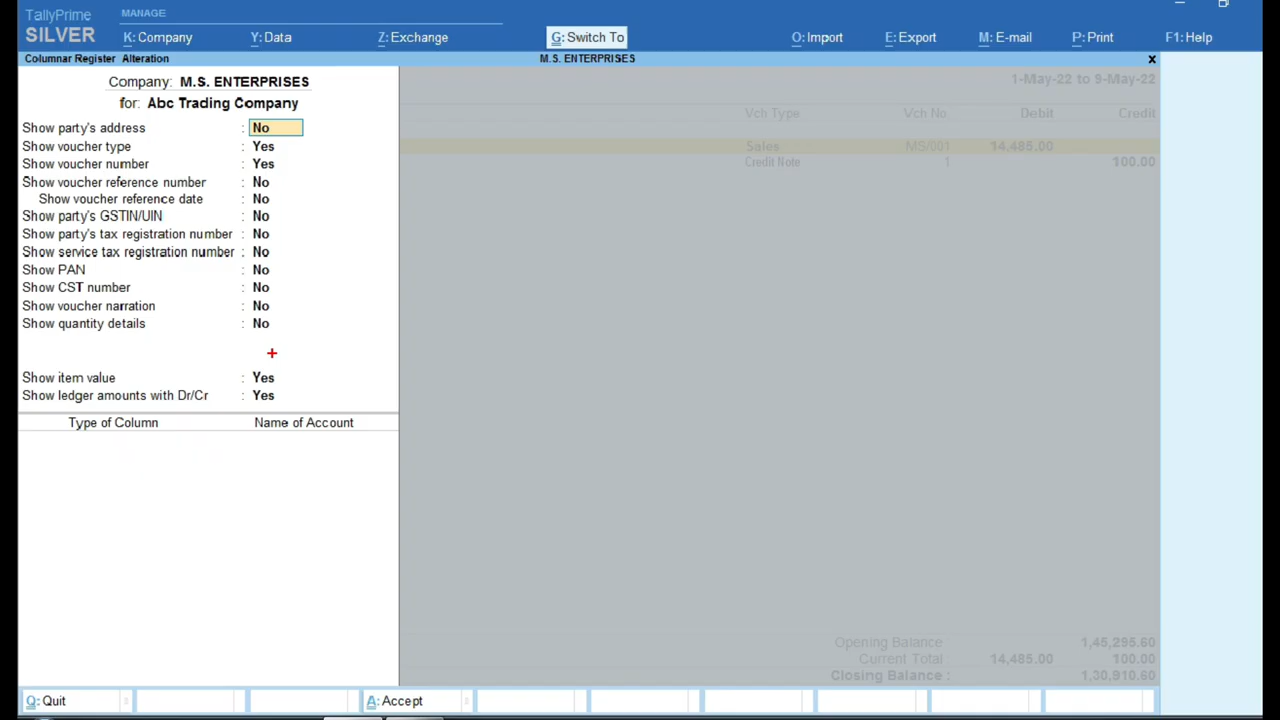 TallyPrime
MANAGE
SILVER
K: Company
Y: Data
Z: Exchange
G: Switch To
O: Import
E: Export
M: E-mail
P: Print
F1: Help
Columnar Register Alteration
M.S. ENTERPRISES
x
Company: M.S. ENTERPRISES
1-May-22 to 9-May-22
for: Abc Trading Company
Vch Type Vch No. Debit Credit
Show party's address : No
Show voucher type : Yes
Sales MS/001 14,485.00
Show voucher number : Yes
Credit Note 1 100.00
Show voucher reference number : No
Show voucher reference date : No
Show party's GSTIN/UIN : No
Show party's tax registration number : No
Show service tax registration number : No
Show PAN : No
Show CST number : No
Show voucher narration : No
Show quantity details : No
Show item value : Yes
Show ledger amounts with Dr/Cr : Yes
Type of Column Name of Account
Opening Balance 1,45,295.60
Current Total 14,485.00 100.00
Closing Balance : 1,30,910.60
Q: Quit
A: Accept